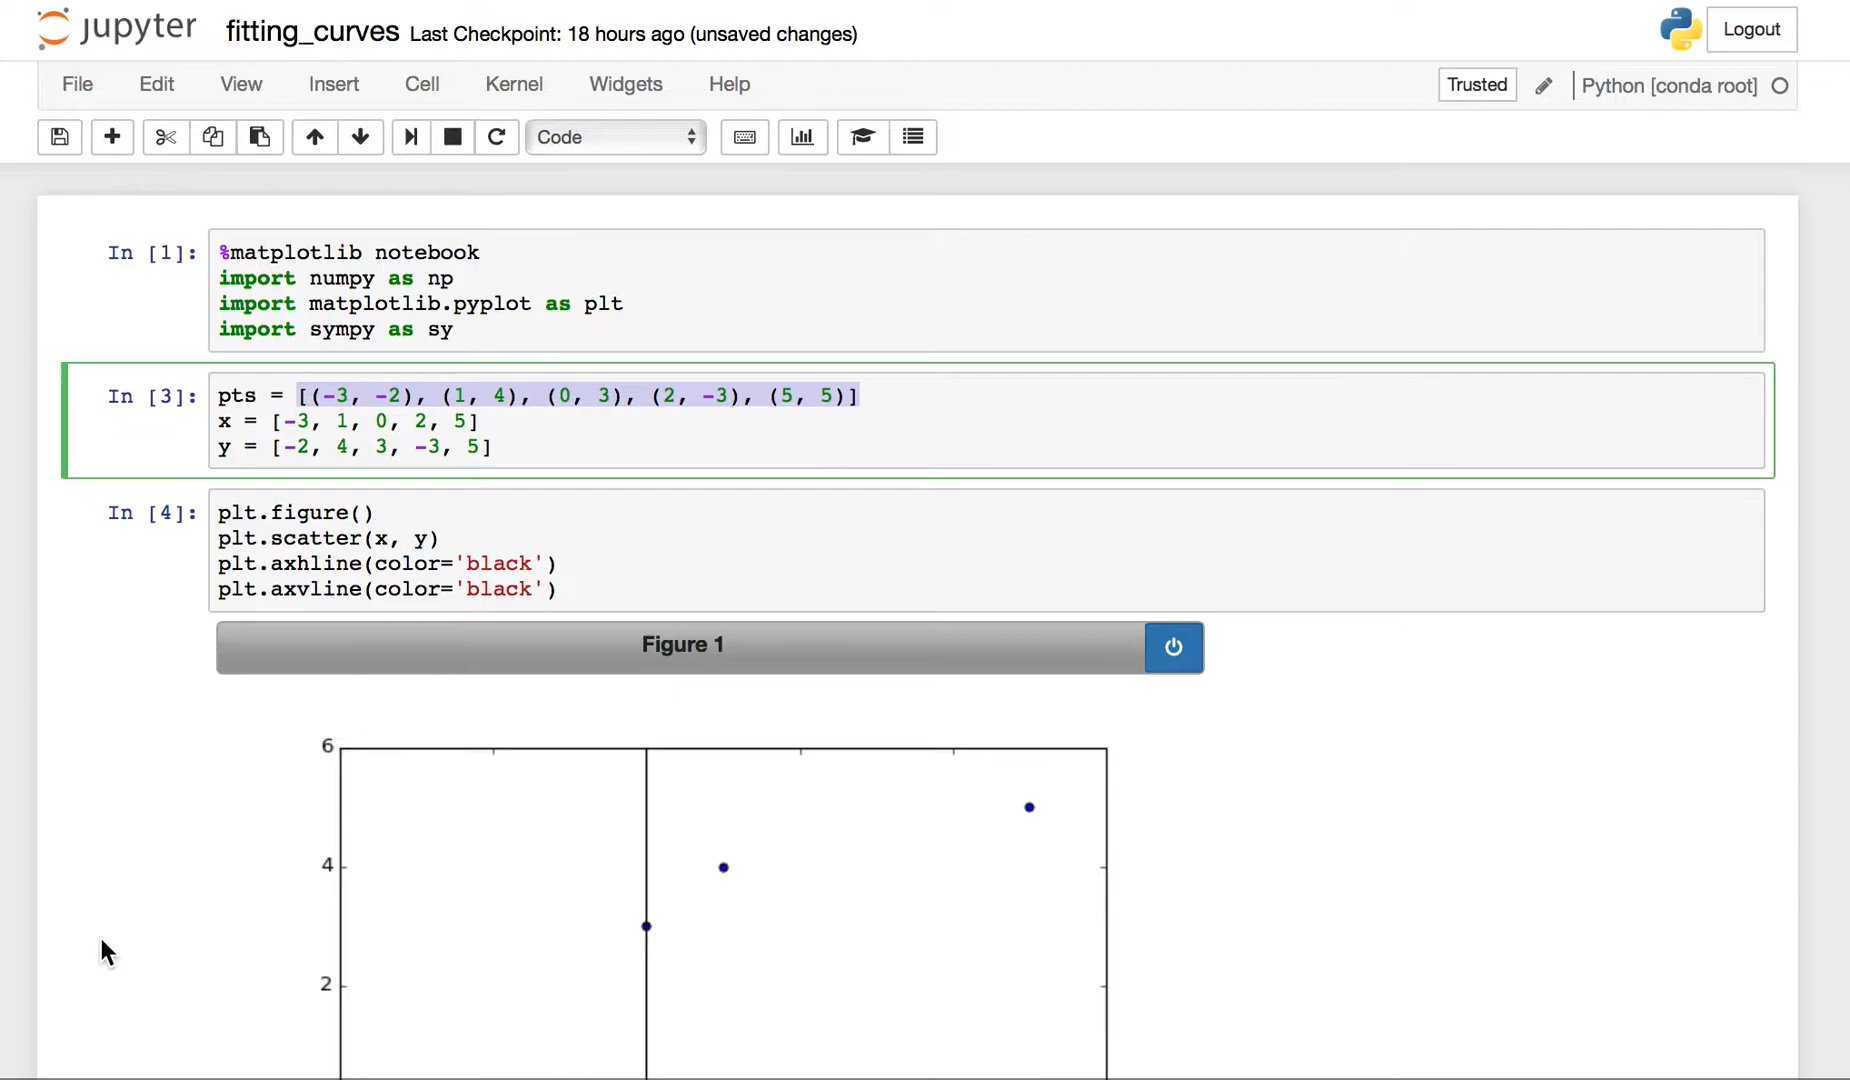 jupyter fitting_curves Last Checkpoint: 18 hours ago (unsaved changes) Logout
File Edit View Insert Cell Kernel Widgets Help Trusted Python [conda root]
Code
In [1]: %matplotlib notebook
import numpy as np
import matplotlib.pyplot as plt
import sympy as sy
In [3]: pts = [(-3, -2), (1, 4), (0, 3), (2, -3), (5, 5)]
x = [-3, 1, 0, 2, 5]
y = [-2, 4, 3, -3, 5]
In [4]: plt.figure()
plt.scatter(x, y)
plt.axhline(color='black')
plt.axvline(color='black')
Figure 1
6
4
2